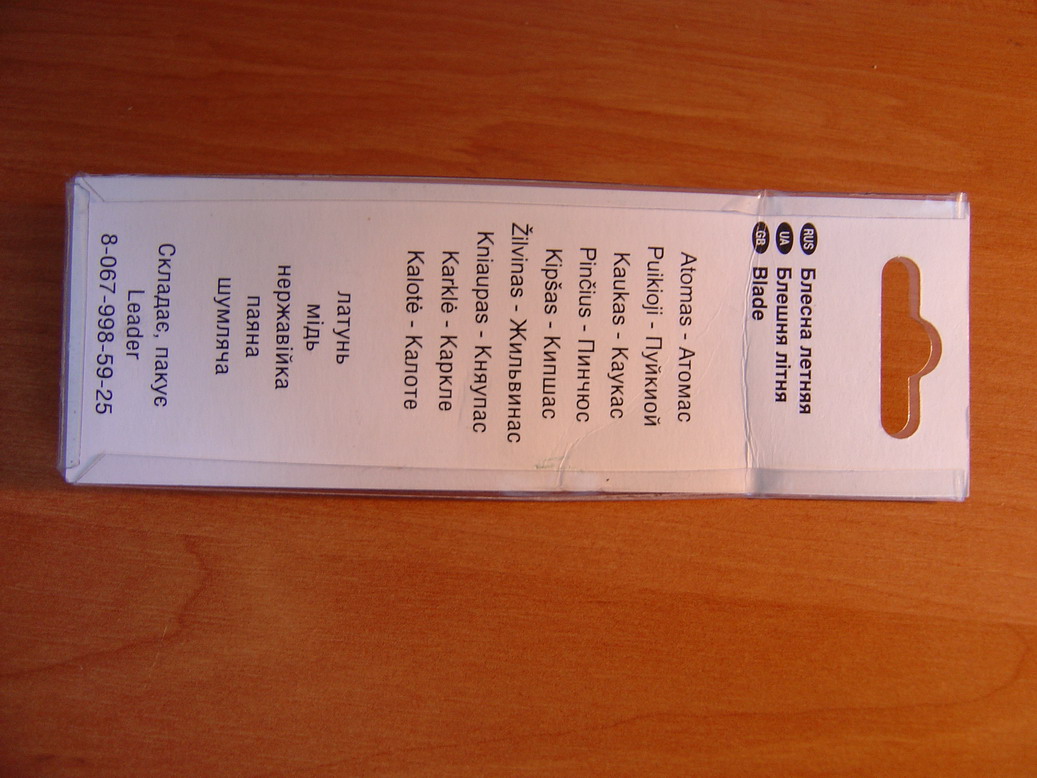 RUS Блесна летняя
UA Блешня літня
GB Blade
Atomas - Атомас
Puikioji - Пуйкиой
Kaukas - Каукас
Pinčius - Пинчюс
Kipšas - Кипшас
Žilvinas - Жильвинас
Kniaupas - Княупас
Karklė - Каркле
Kalotė - Калоте
латунь
мідь
нержавійка
паяна
шумляча
Складає, пакує
Leader
8-067-998-59-25